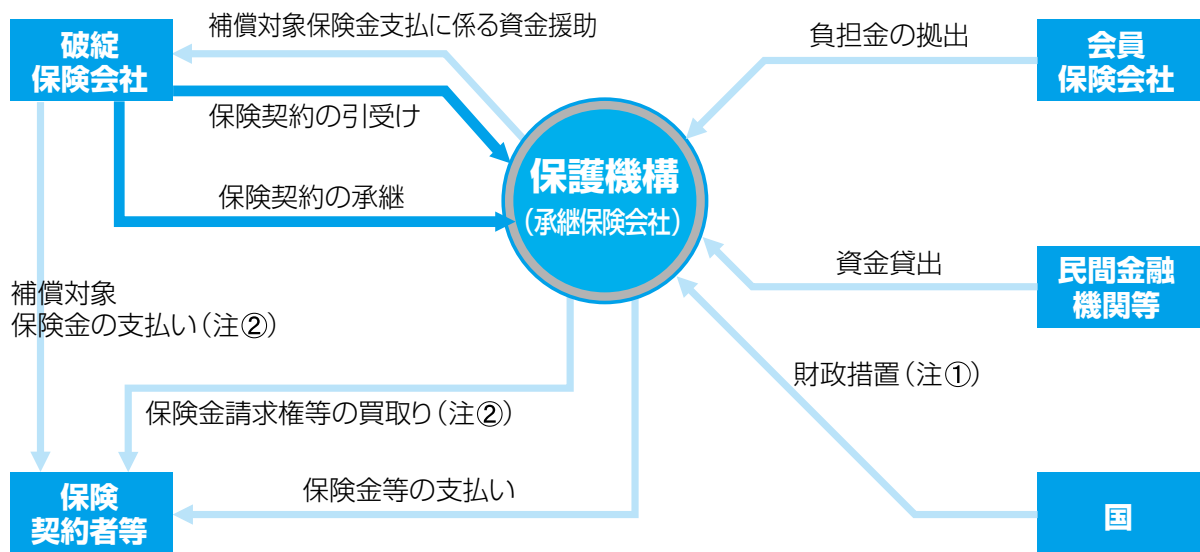 補償対象保険金支払に係る資金援助
破綻
保険会社
負担金の拠出
会員
保険会社
保険契約の引受け
保護機構
（承継保険会社）
保険契約の承継
資金貸出
民間金融
機関等
補償対象
保険金の支払い（注②）
財政措置（注①）
保険金請求権等の買取り（注②）
保険金等の支払い
保険
契約者等
国